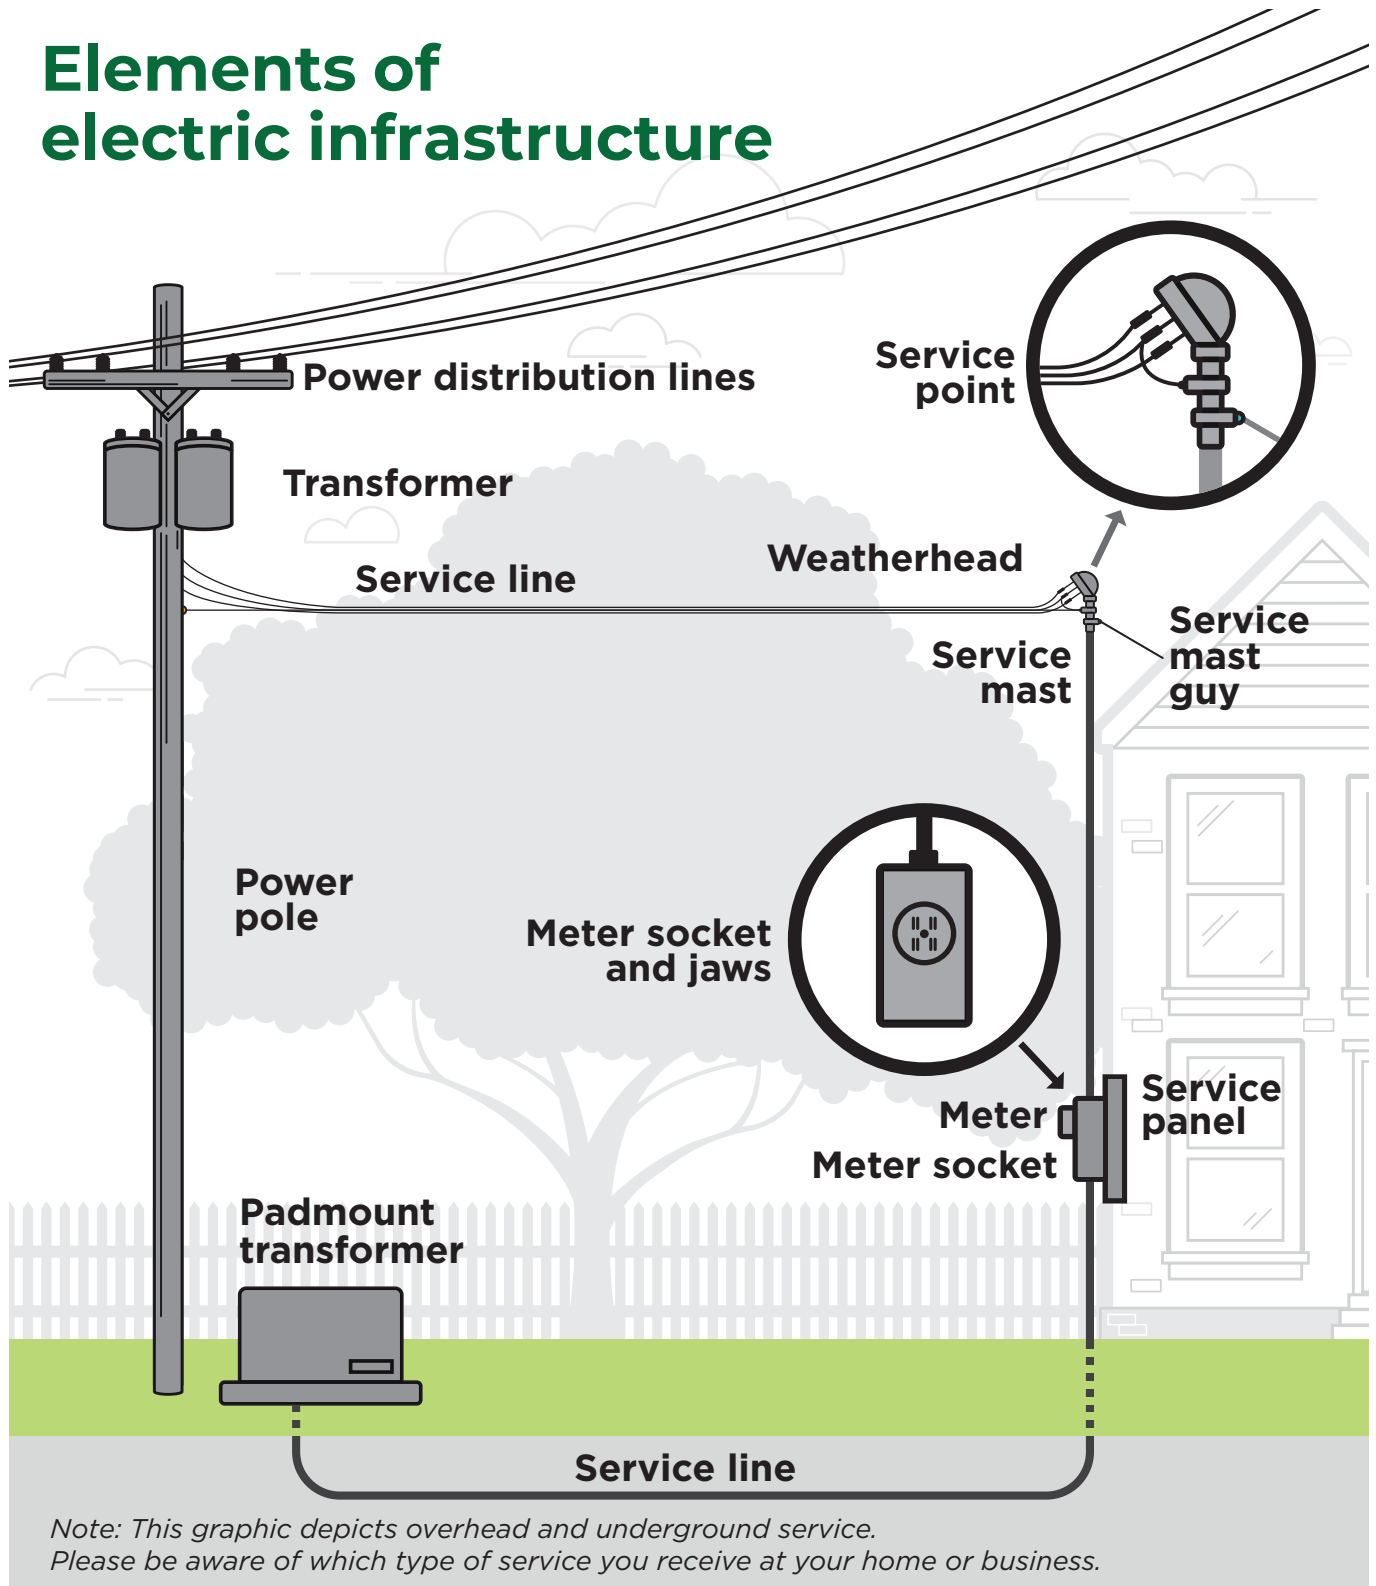 Elements of
electric infrastructure
Service
point
Power distribution lines
Transformer
Weatherhead
Service line
Service
mast
guy
Service
mast
Power
pole
Meter socket
and jaws
Service
panel
Meter
Meter socket
Padmount
transformer
Service line
Note: This graphic depicts overhead and underground service.
Please be aware of which type of service you receive at your home or business.